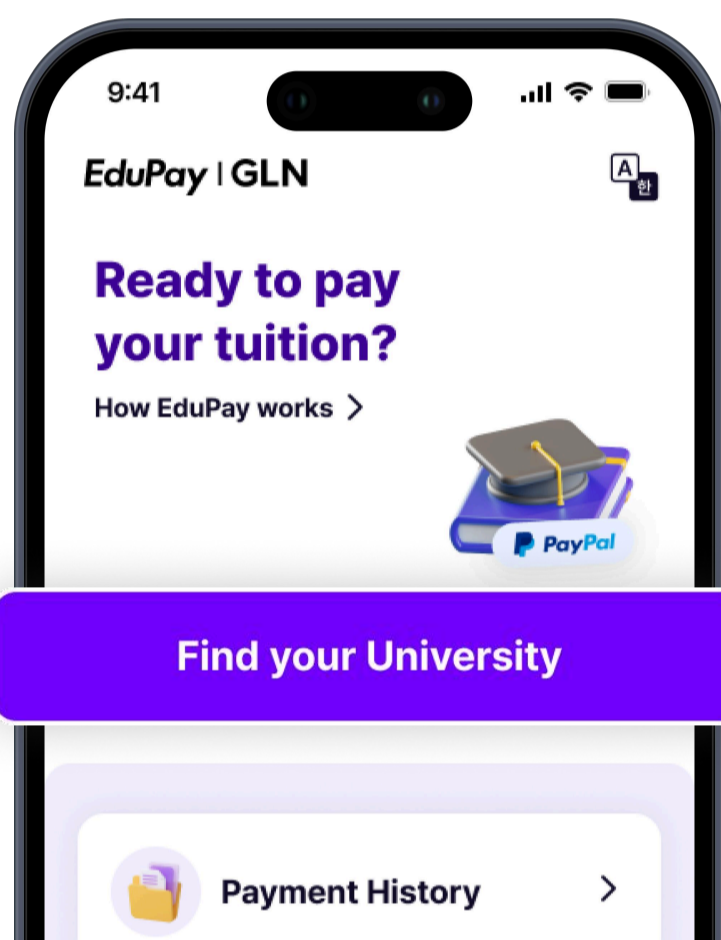 9:41
EduPay | GLN
A
한
Ready to pay
your tuition?
How EduPay works
PayPal
Find your University
Payment History